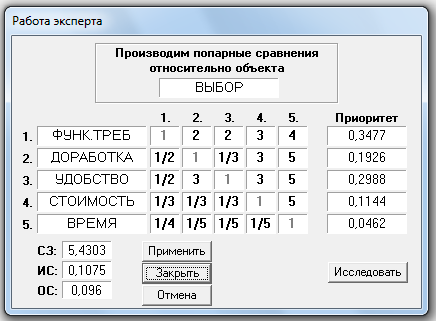 Работа эксперта
Производим попарные сравнения
относительно объекта
ВЫБОР
1. 2. 3. 4. 5. Приоритет
1. ФУНК.ТРЕБ 1 2 2 3 4 0,3477
2. ДОРАБОТКА 1/2 1 1/3 3 5 0,1926
3. УДОБСТВО 1/2 3 1 3 5 0,2988
4. СТОИМОСТЬ 1/3 1/3 1/3 1 5 0,1144
5. ВРЕМЯ 1/4 1/5 1/5 1/5 1 0,0462
СЗ: 5,4303 Применить
ИС: 0,1075 Закрыть Исследовать
ОС: 0,096 Отмена